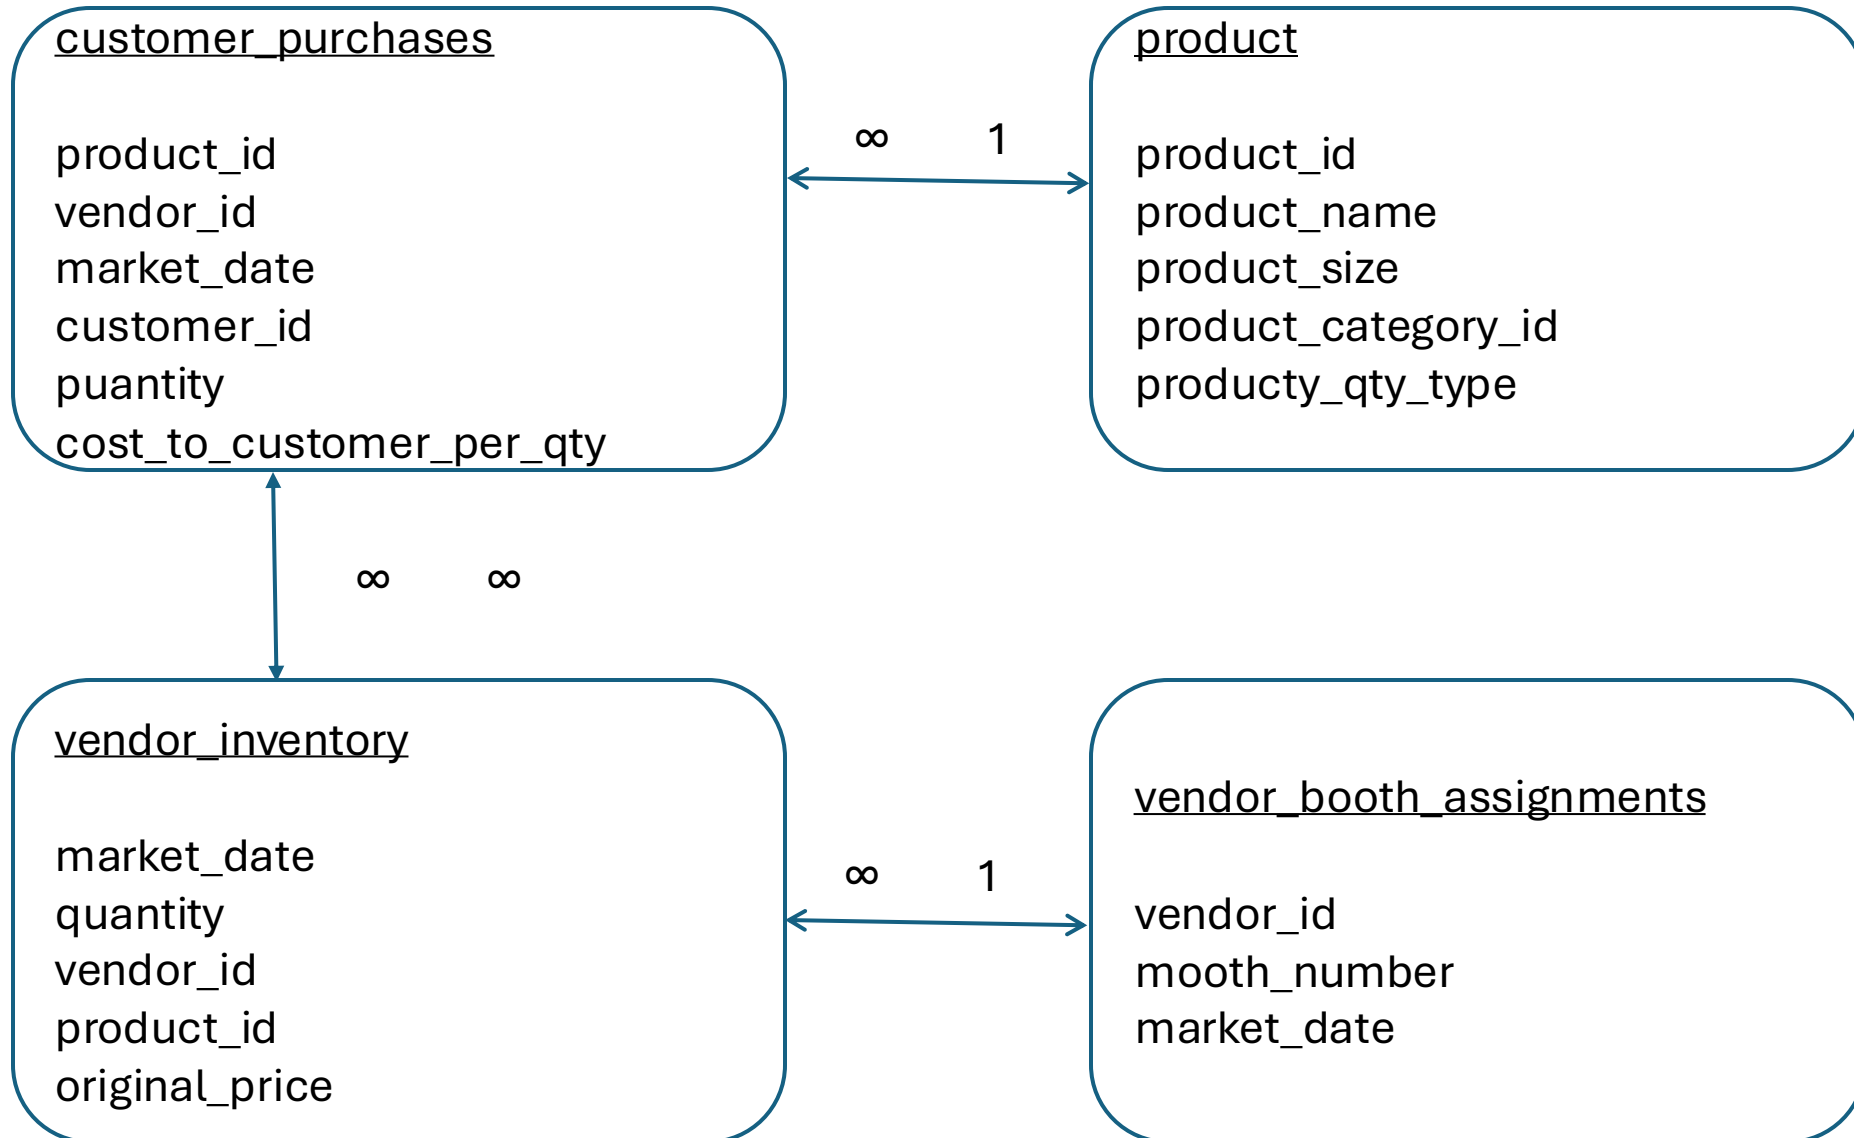 customer_purchases
product_id
vendor_id
market_date
customer_id
puantity
cost_to_customer_per_qty
∞ 1
product
product_id
product_name
product_size
product_category_id
producty_qty_type
∞ ∞
vendor_inventory
market_date
quantity
vendor_id
product_id
original_price
∞ 1
vendor_booth_assignments
vendor_id
mooth_number
market_date